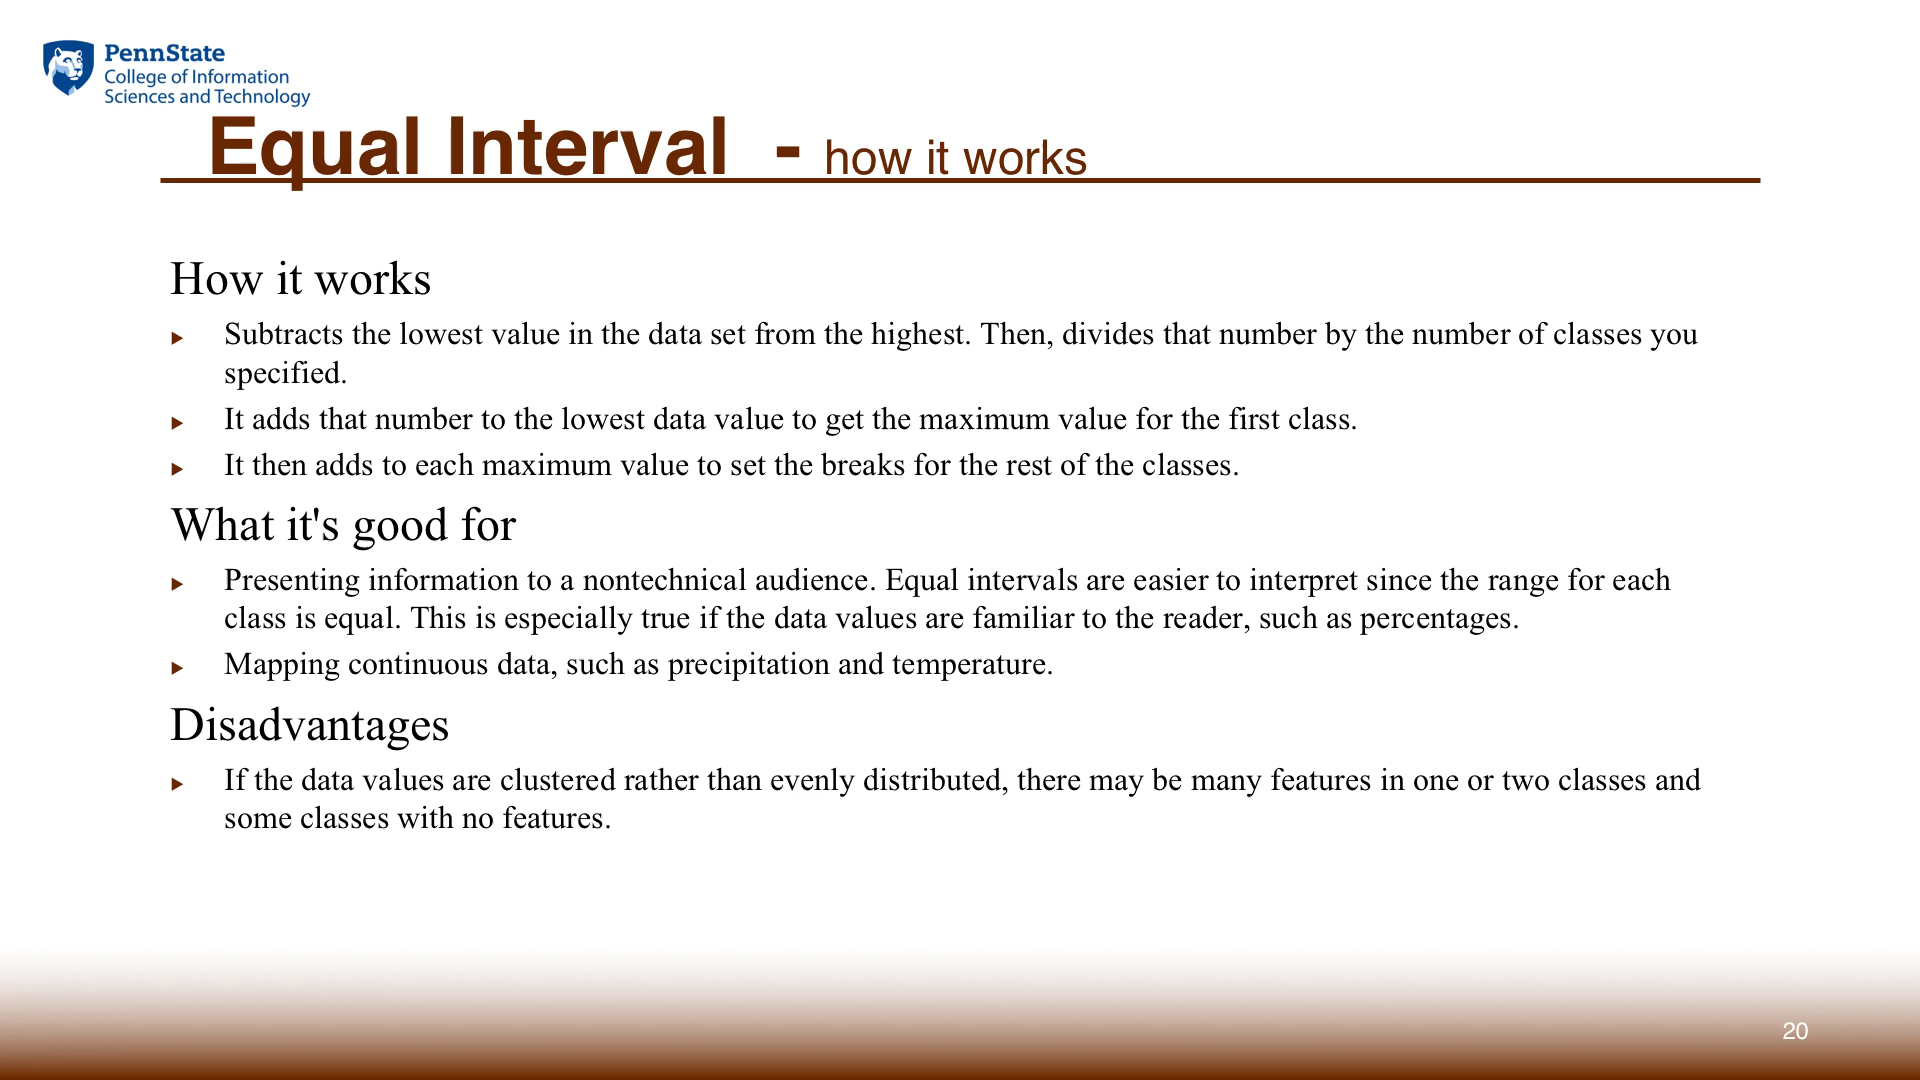 PennState
College of Information
Sciences and Technology
Equal Interval - how it works
How it works
Subtracts the lowest value in the data set from the highest. Then, divides that number by the number of classes you
specified.
It adds that number to the lowest data value to get the maximum value for the first class.
It then adds to each maximum value to set the breaks for the rest of the classes.
What it's good for
Presenting information to a nontechnical audience. Equal intervals are easier to interpret since the range for each
class is equal. This is especially true if the data values are familiar to the reader, such as percentages.
Mapping continuous data, such as precipitation and temperature.
Disadvantages
If the data values are clustered rather than evenly distributed, there may be many features in one or two classes and
some classes with no features.
20